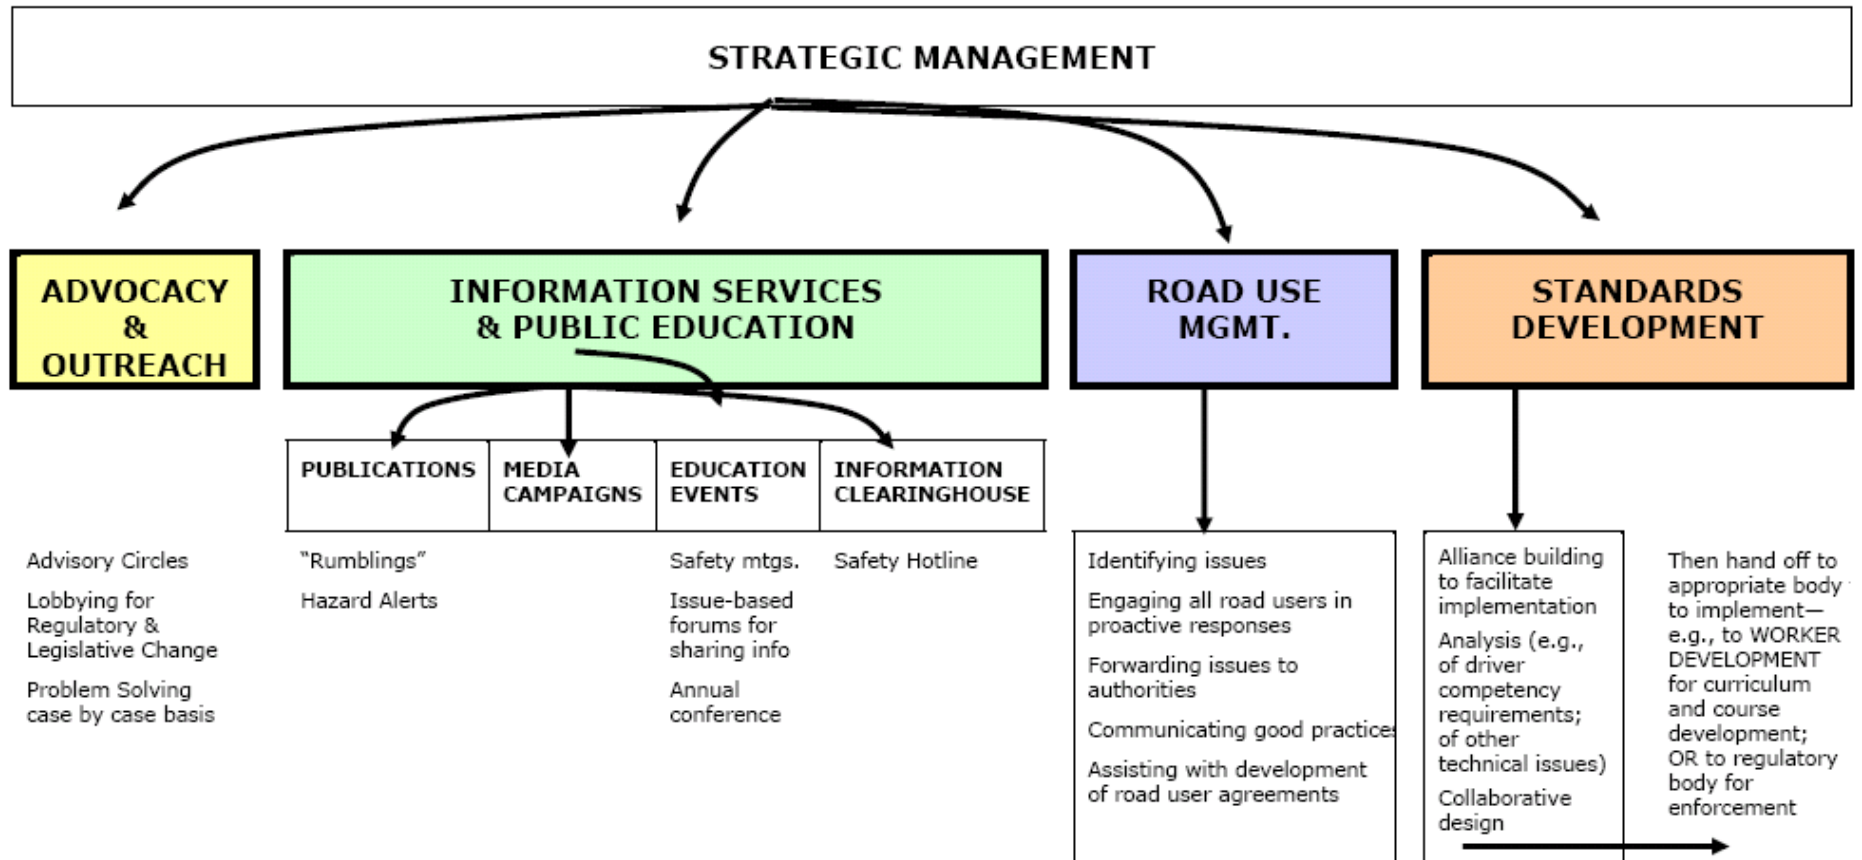 STRATEGIC MANAGEMENT
ADVOCACY
&
OUTREACH
INFORMATION SERVICES
& PUBLIC EDUCATION
ROAD USE
MGMT.
STANDARDS
DEVELOPMENT
PUBLICATIONS
MEDIA
CAMPAIGNS
EDUCATION
EVENTS
INFORMATION
CLEARINGHOUSE
Advisory Circles
Lobbying for
Regulatory &
Legislative Change
Problem Solving
case by case basis
“Rumblings”
Hazard Alerts
Safety mtgs.
Issue-based
forums for
sharing info
Annual
conference
Safety Hotline
Identifying issues
Engaging all road users in
proactive responses
Forwarding issues to
authorities
Communicating good practices
Assisting with development
of road user agreements
Alliance building
to facilitate
implementation
Analysis (e.g.,
of driver
competency
requirements;
of other
technical issues)
Collaborative
design
Then hand off to
appropriate body
to implement—
e.g., to WORKER
DEVELOPMENT
for curriculum
and course
development;
OR to regulatory
body for
enforcement